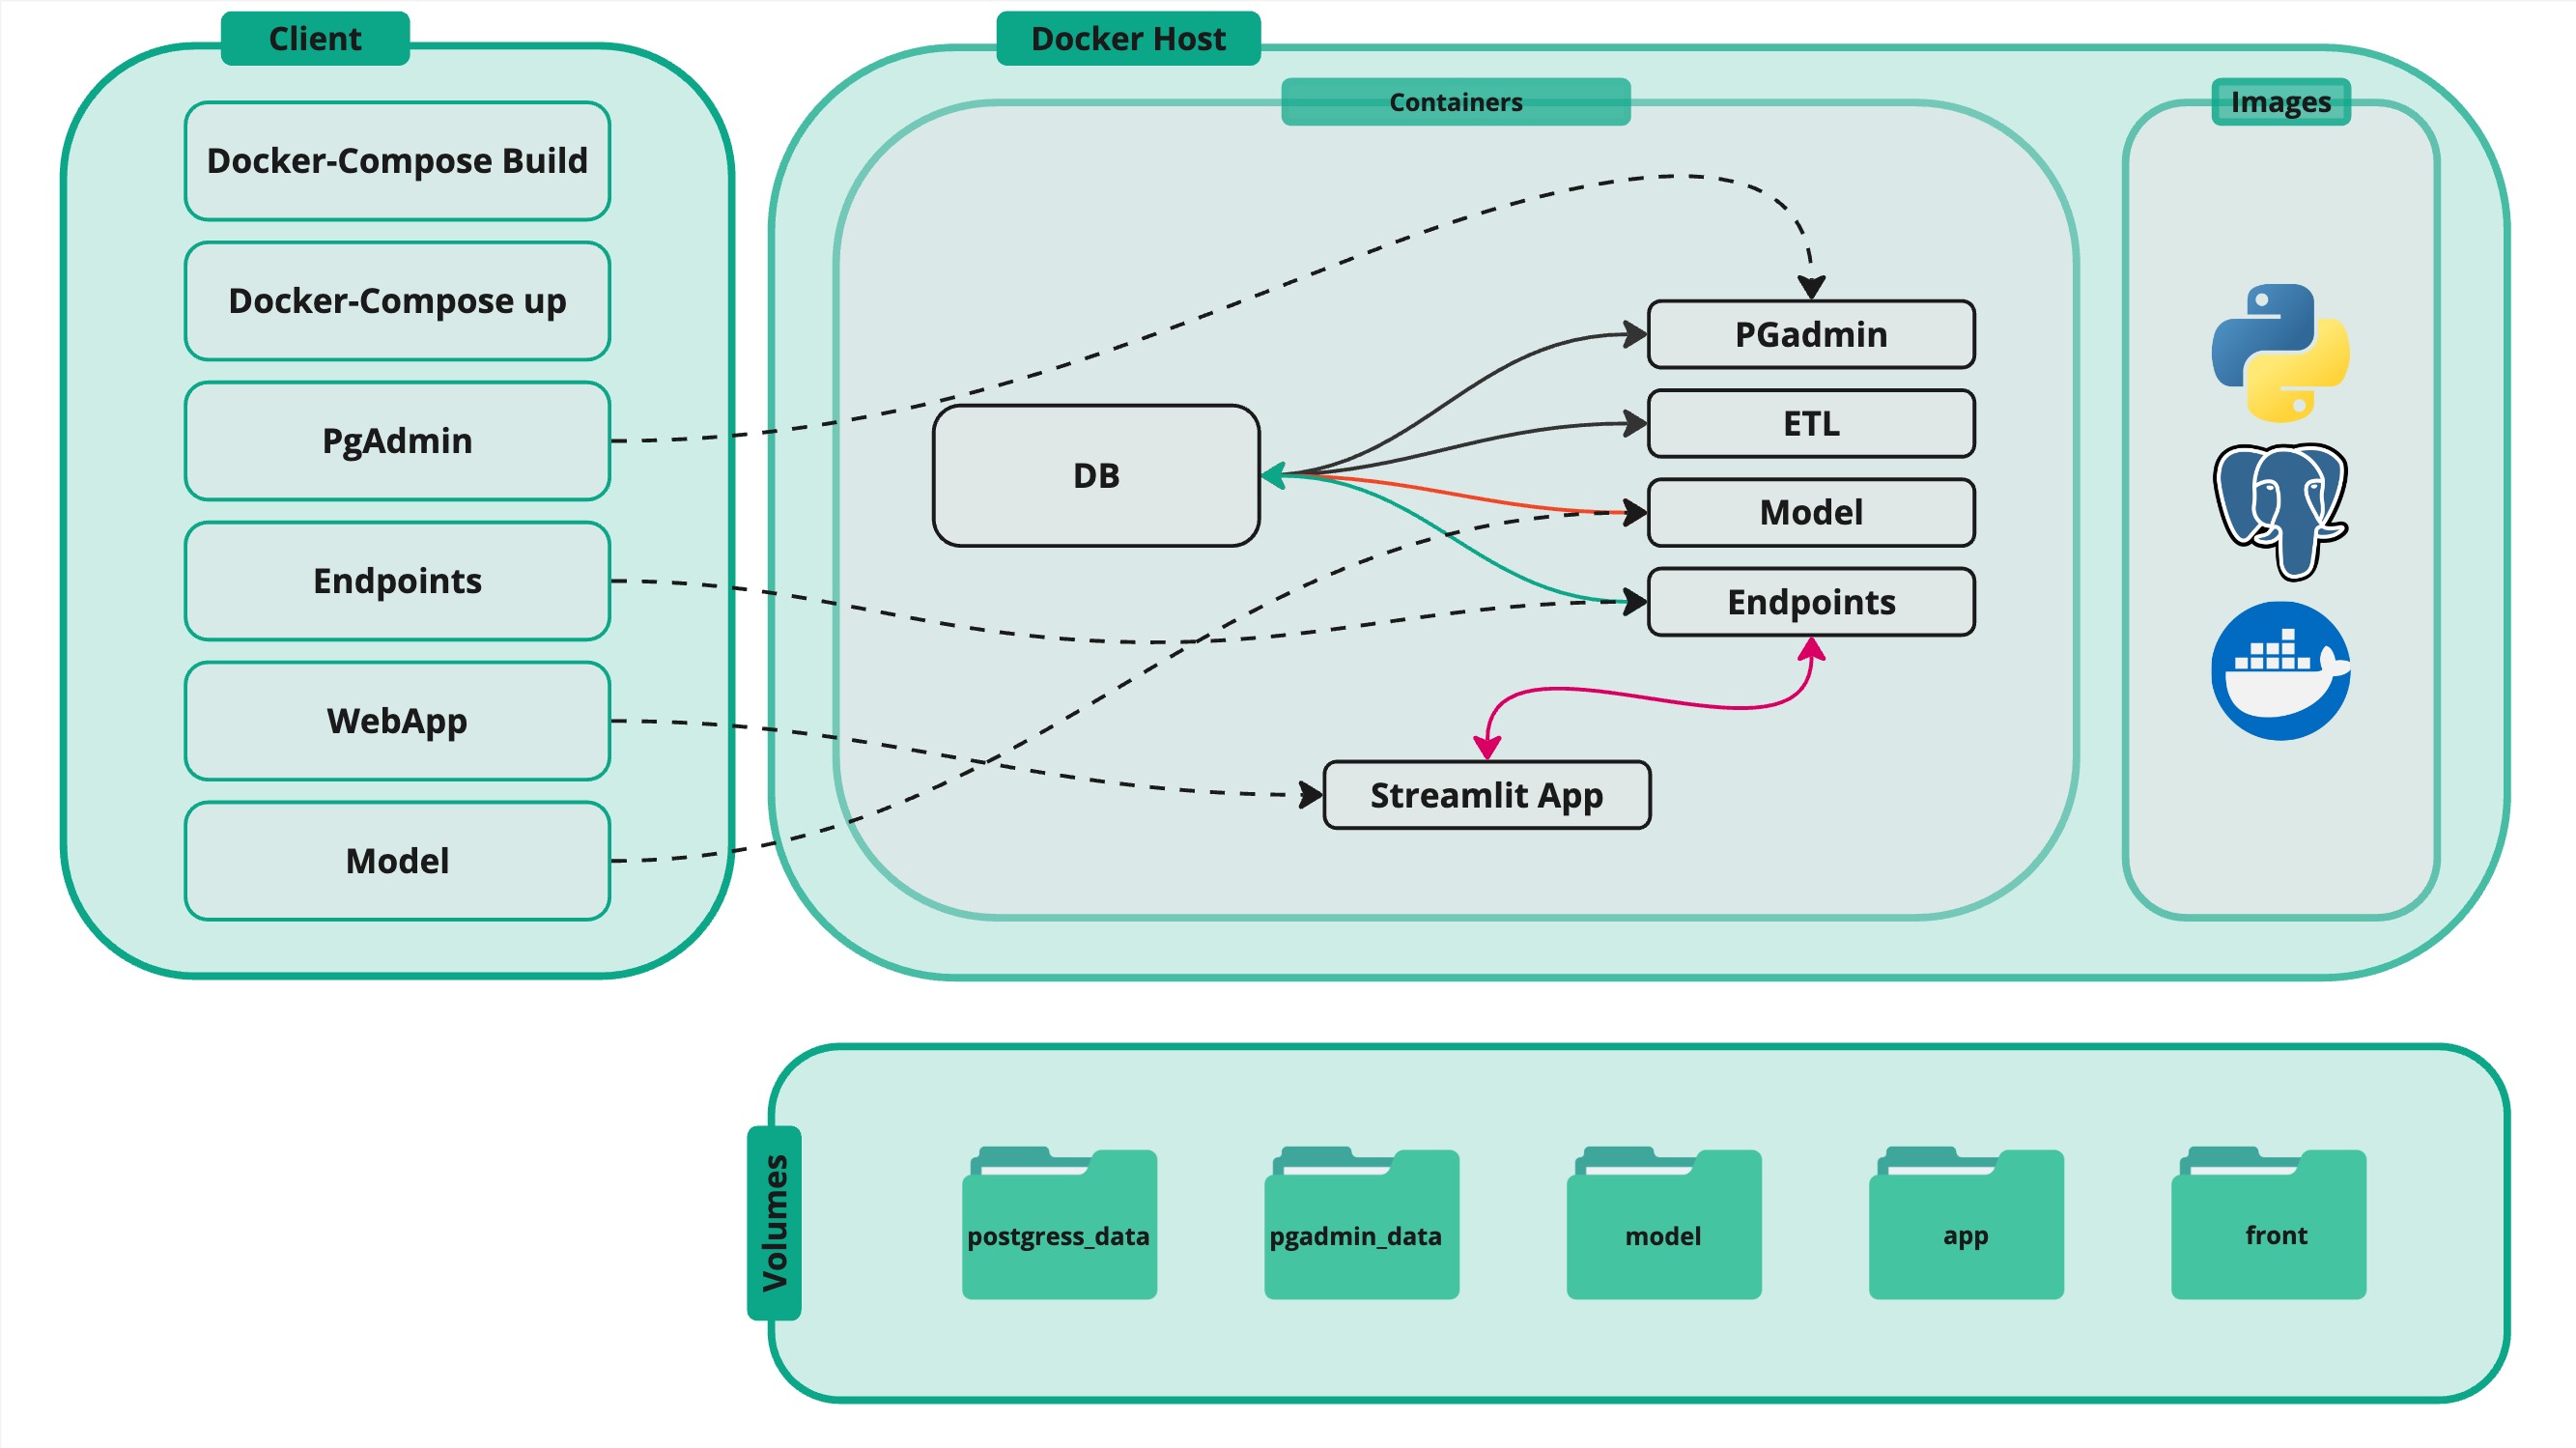 Client
Docker-Compose Build
Docker-Compose up
PgAdmin
Endpoints
WebApp
Model
Docker Host
Containers
DB
PGadmin
ETL
Model
Endpoints
Streamlit App
Images
Volumes
postgress_data
pgadmin_data
model
app
front